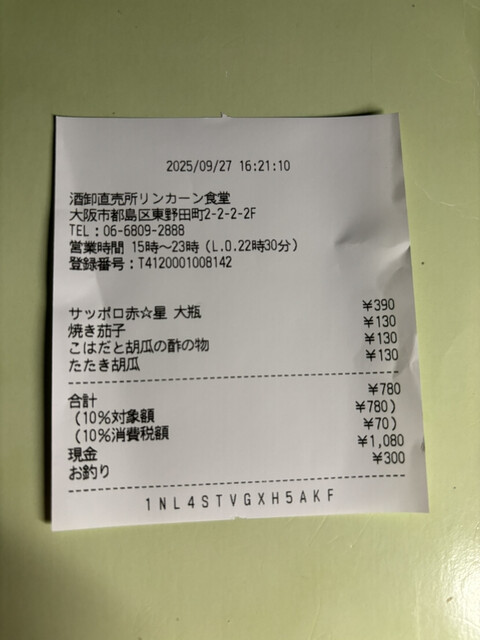 2025/09/27 16:21:10
酒卸直売所リンカーン食堂
大阪市都島区東野田町2-2-2-2F
TEL:06-6809-2888
営業時間 15時～23時(L.O.22時30分)
登録番号:T4120001008142
サッポロ赤☆星 大瓶 ¥390
焼き茄子 ¥130
こはだと胡瓜の酢の物 ¥130
たたき胡瓜 ¥130
合計 ¥780
(10%対象額 ¥780)
(10%消費税額 ¥70)
現金 ¥1,080
お釣り ¥300
1NL4STVGXH5AKF